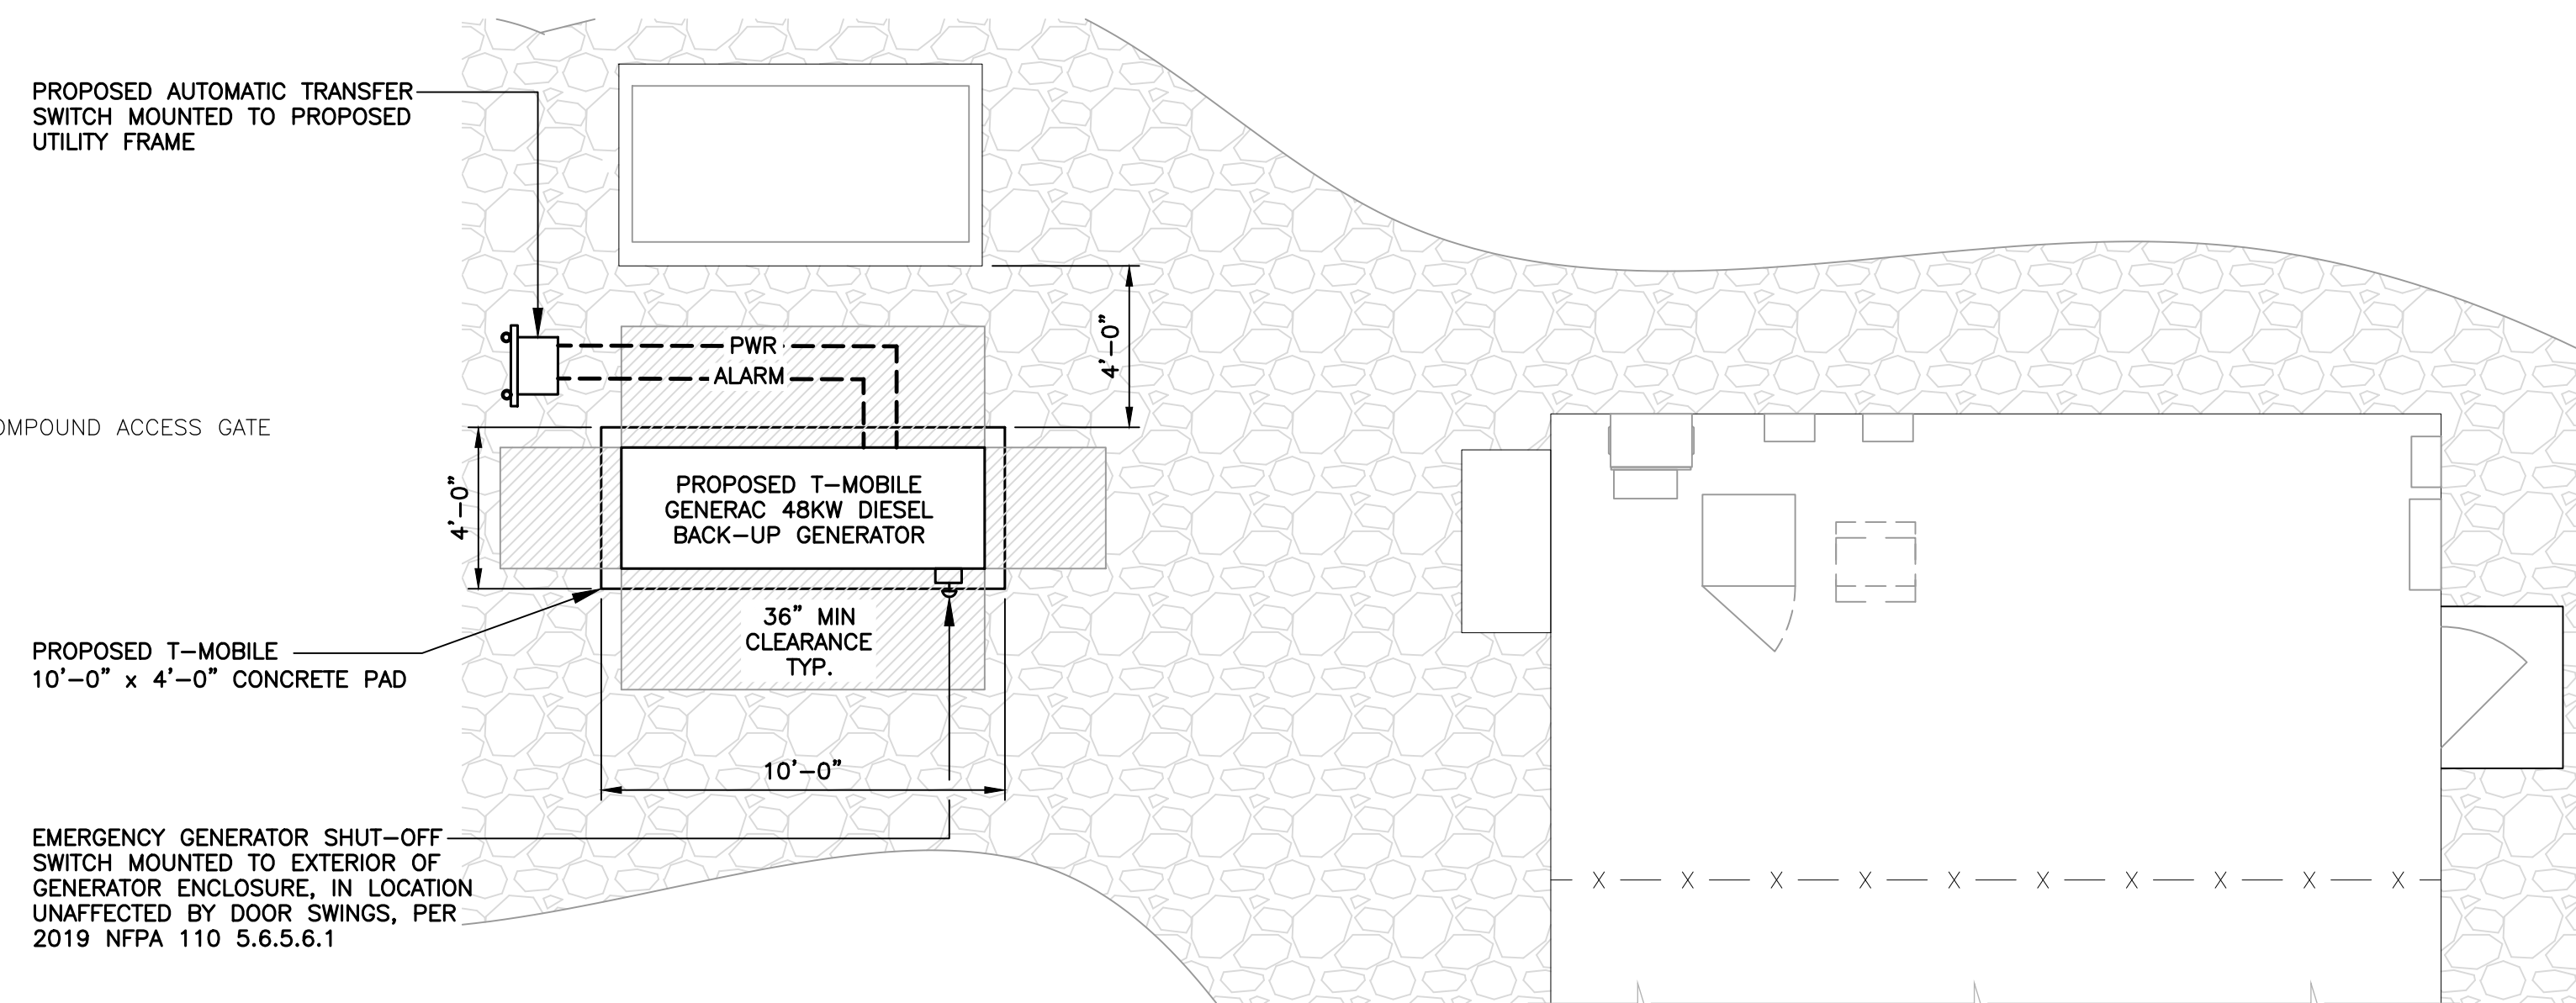 PROPOSED AUTOMATIC TRANSFER
SWITCH MOUNTED TO PROPOSED
UTILITY FRAME
PWR
ALARM
4'-0"
OMPOUND ACCESS GATE
4'-0"
PROPOSED T-MOBILE
GENERAC 48KW DIESEL
BACK-UP GENERATOR
36" MIN
CLEARANCE
TYP.
PROPOSED T-MOBILE
10'-0" x 4'-0" CONCRETE PAD
10'-0"
EMERGENCY GENERATOR SHUT-OFF
SWITCH MOUNTED TO EXTERIOR OF
GENERATOR ENCLOSURE, IN LOCATION
UNAFFECTED BY DOOR SWINGS, PER
2019 NFPA 110 5.6.5.6.1
X X X X X X X X X X